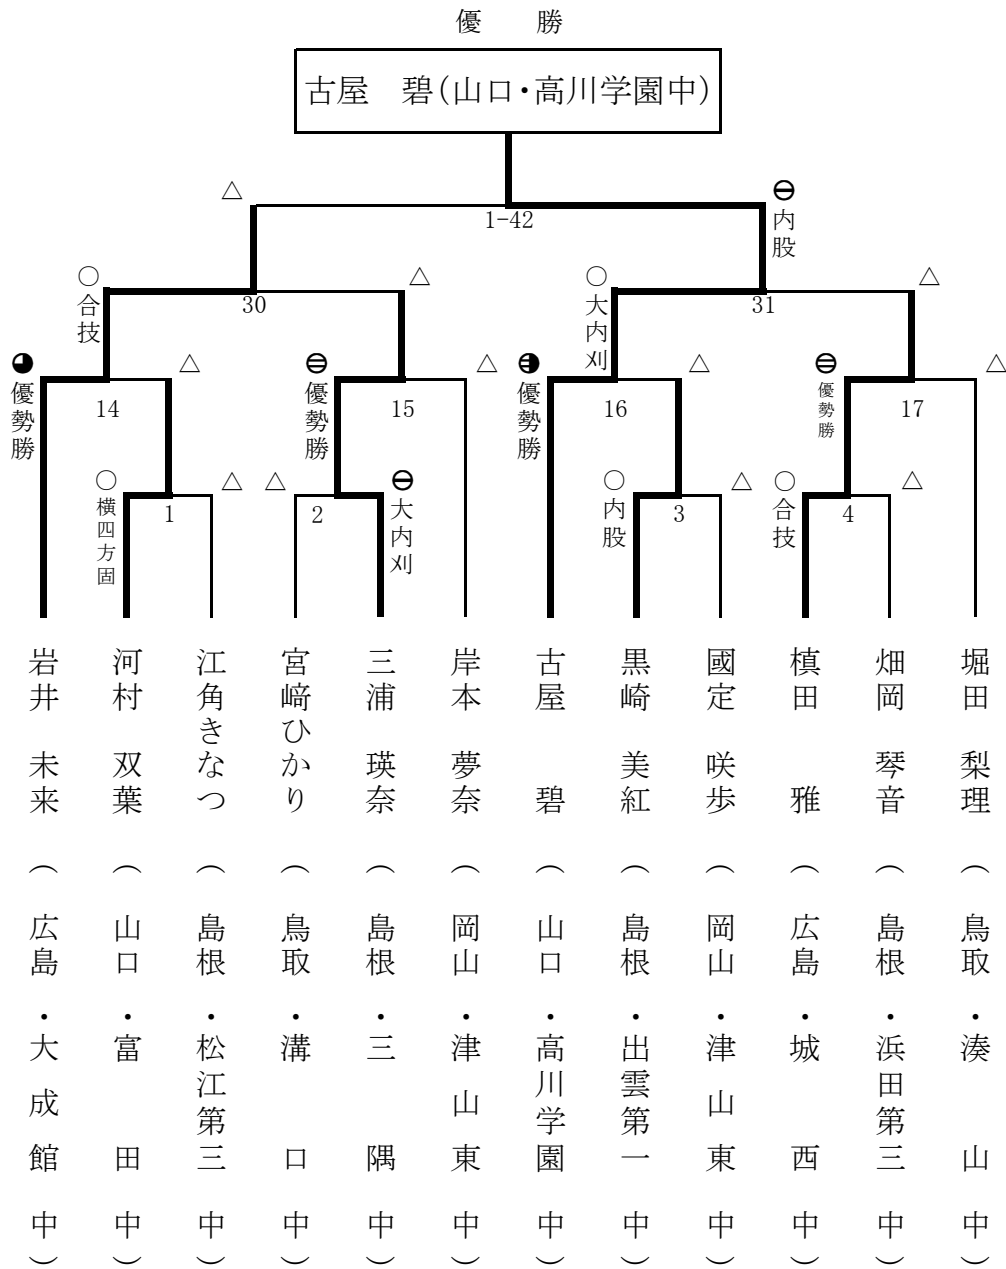 優　勝
古屋　碧(山口・高川学園中)
△
内股
1-42
○
合技
△
○
大内刈
△
30
31
優勢勝
△
優勢勝
△
優勢勝
△
優勢勝
△
14
15
16
17
○
横四方固
△
△
大内刈
○
内股
△
○
合技
△
1
2
3
4
岩井　未来（広島・大成館中）
河村　双葉（山口・富田中）
江角きなつ（島根・松江第三中）
宮﨑ひかり（鳥取・溝口中）
三浦　瑛奈（島根・三隅中）
岸本　夢奈（岡山・津山東中）
古屋　碧（山口・高川学園中）
黒崎　美紅（島根・出雲第一中）
國定　咲歩（岡山・津山東中）
槙田　雅（広島・城西中）
畑岡　琴音（島根・浜田第三中）
堀田　梨理（鳥取・湊山中）